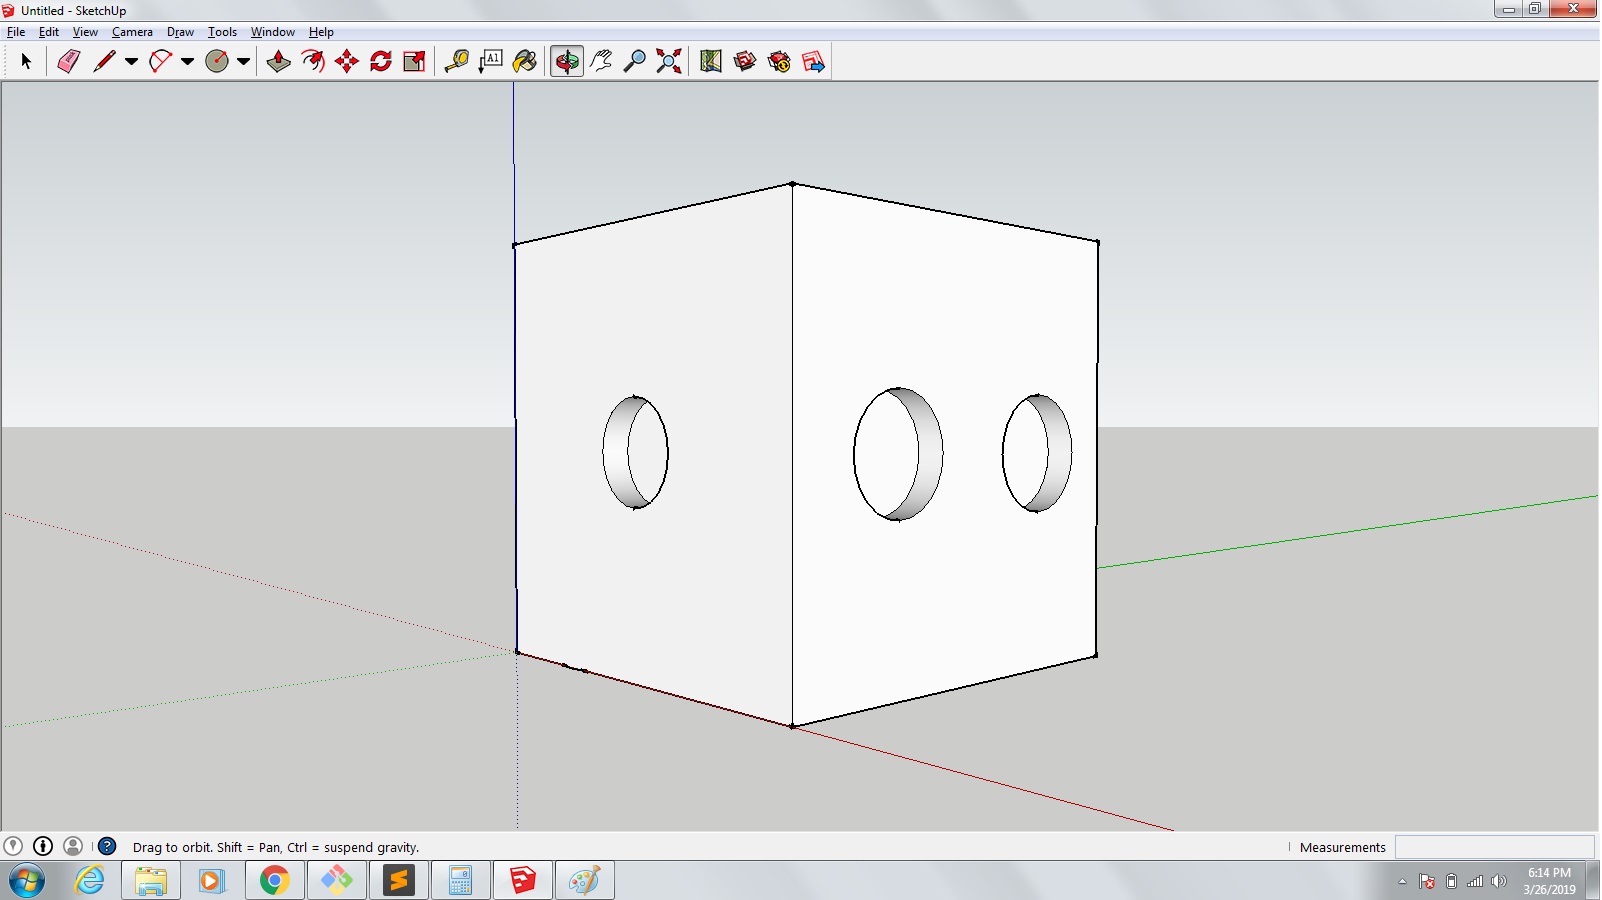 Untitled - SketchUp
File Edit View Camera Draw Tools Window Help
A1
Drag to orbit. Shift = Pan, Ctrl = suspend gravity.
Measurements
6:14 PM
3/26/2019